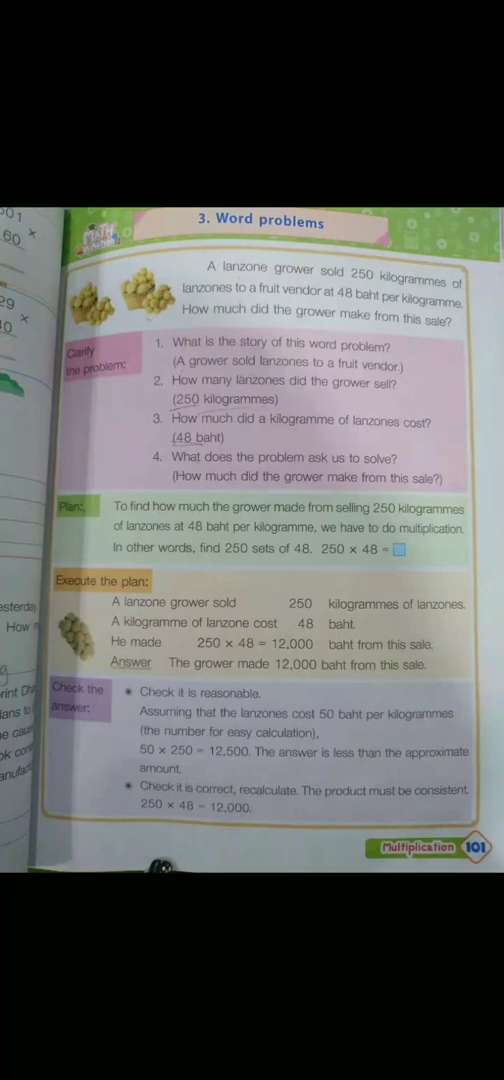 601
60 ×
29 ×
0
MATH in Action
3. Word problems
A lanzone grower sold 250 kilogrammes of
lanzones to a fruit vendor at 48 baht per kilogramme.
How much did the grower make from this sale?
Clarify
the problem:
1. What is the story of this word problem?
(A grower sold lanzones to a fruit vendor.)
2. How many lanzones did the grower sell?
(250 kilogrammes)
3. How much did a kilogramme of lanzones cost?
(48 baht)
4. What does the problem ask us to solve?
(How much did the grower make from this sale?)
Plan:
To find how much the grower made from selling 250 kilogrammes
of lanzones at 48 baht per kilogramme, we have to do multiplication.
In other words, find 250 sets of 48. 250 × 48 =
Execute the plan:
A lanzone grower sold 250 kilogrammes of lanzones.
A kilogramme of lanzone cost 48 baht.
He made 250 × 48 = 12,000 baht from this sale.
Answer The grower made 12,000 baht from this sale.
Check the
answer:
* Check it is reasonable.
Assuming that the lanzones cost 50 baht per kilogrammes
(the number for easy calculation),
50 × 250 = 12,500. The answer is less than the approximate
amount.
* Check it is correct, recalculate. The product must be consistent.
250 × 48 = 12,000.
Multiplication 101
How